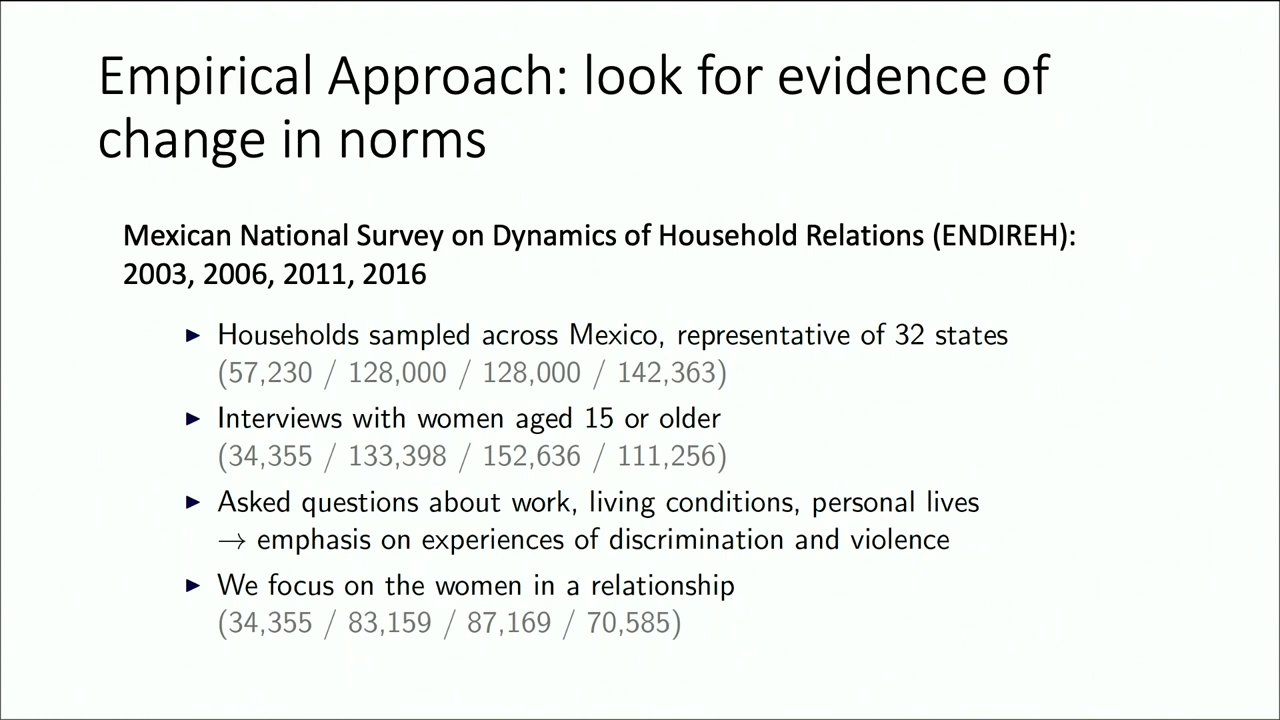 Empirical Approach: look for evidence of
change in norms
Mexican National Survey on Dynamics of Household Relations (ENDIREH):
2003, 2006, 2011, 2016
▶ Households sampled across Mexico, representative of 32 states
(57,230 / 128,000 / 128,000 / 142,363)
▶ Interviews with women aged 15 or older
(34,355 / 133,398 / 152,636 / 111,256)
▶ Asked questions about work, living conditions, personal lives
→ emphasis on experiences of discrimination and violence
▶ We focus on the women in a relationship
(34,355 / 83,159 / 87,169 / 70,585)